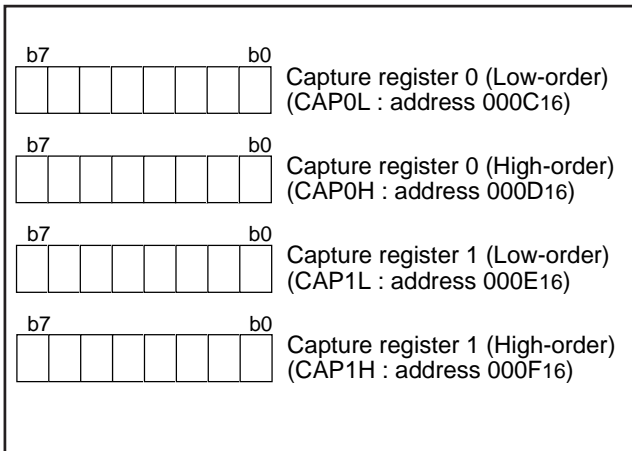 b7 b0
Capture register 0 (Low-order)
(CAP0L : address 000C16)
b7 b0
Capture register 0 (High-order)
(CAP0H : address 000D16)
b7 b0
Capture register 1 (Low-order)
(CAP1L : address 000E16)
b7 b0
Capture register 1 (High-order)
(CAP1H : address 000F16)